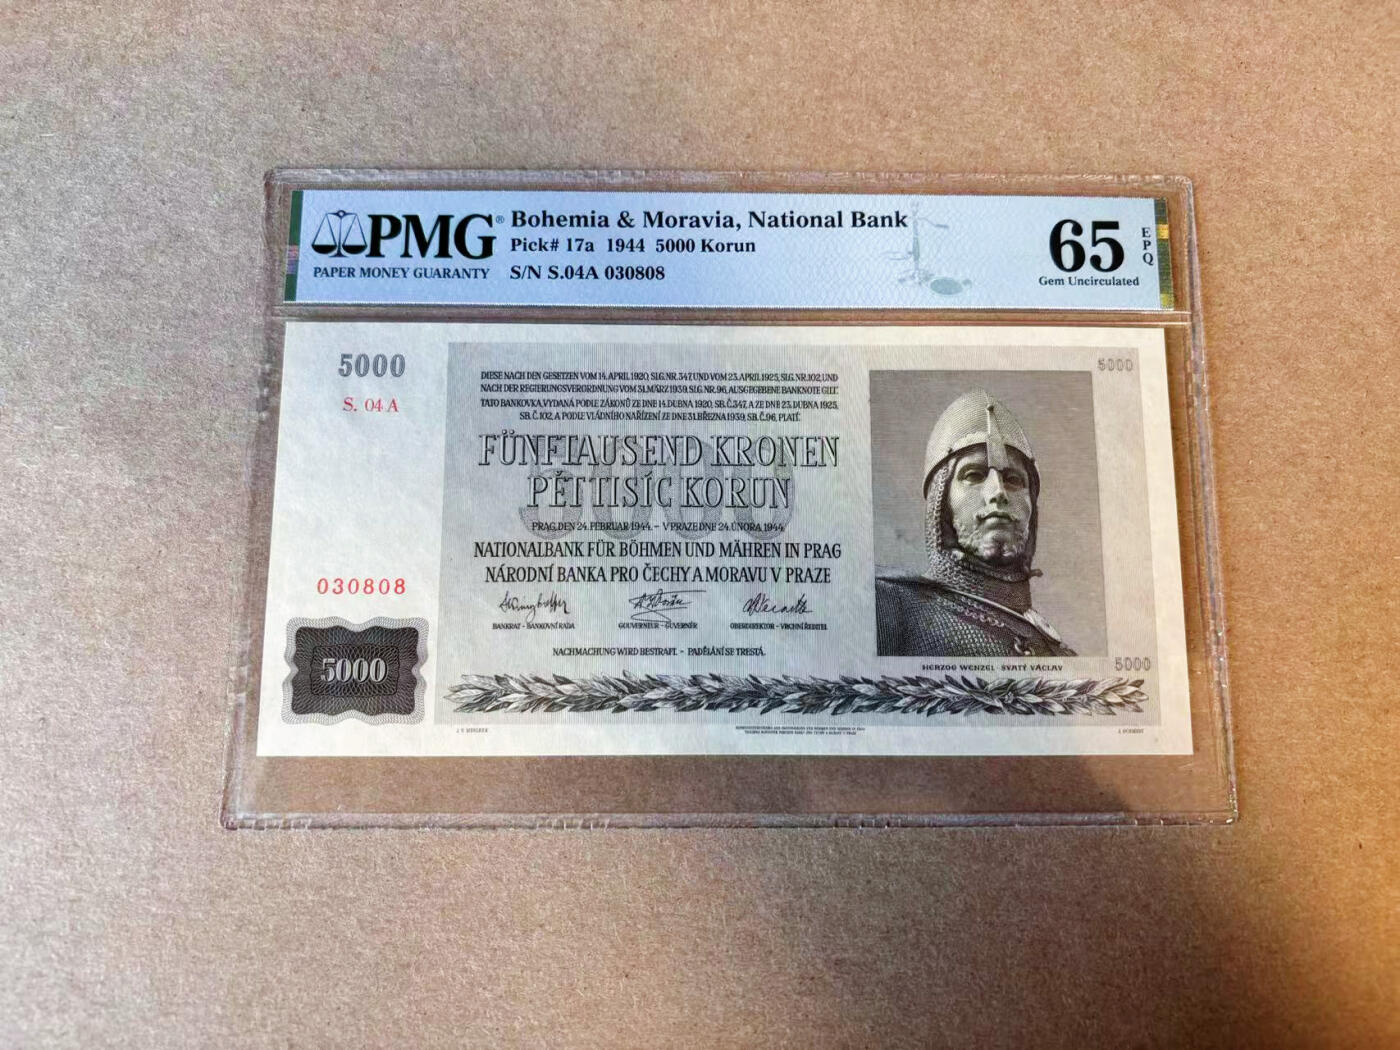 PMG®
PAPER MONEY GUARANTY
Bohemia & Moravia, National Bank
Pick# 17a 1944 5000 Korun
S/N S.04A 030808
65
EPQ
Gem Uncirculated
5000
S. 04 A
5000
DIESE NACH DEN GESETZEN VOM 14. APRIL 1920, SLG. NR. 347, UND VOM 23. APRIL 1925, SLG. NR. 102, UND
NACH DER REGIERUNGSVERORDNUNG VOM 31. MÄRZ 1939, SLG. NR. 96, AUSGEGEBENE BANKNOTE GILT.
TATO BANKOVKA, VYDANÁ PODLE ZÁKONŮ ZE DNE 14. DUBNA 1920, SB. Č. 347, A ZE DNE 23. DUBNA 1925,
SB. Č. 102, A PODLE VLÁDNÍHO NAŘÍZENÍ ZE DNE 31. BŘEZNA 1939, SB. Č. 96, PLATÍ.
5000
FÜNFTAUSEND KRONEN
PĚT TISÍC KORUN
PRAG, DEN 24. FEBRUAR 1944. – V PRAZE DNE 24. ÚNORA 1944.
NATIONALBANK FÜR BÖHMEN UND MÄHREN IN PRAG
NÁRODNÍ BANKA PRO ČECHY A MORAVU V PRAZE
BANKRAT – BANKOVNÍ RADA
GOUVERNEUR – GUVERNÉR
OBERDIREKTOR – VRCHNÍ ŘEDITEL
NACHMACHUNG WIRD BESTRAFT. – PADĚLÁNÍ SE TRESTÁ.
030808
5000
HERZOG WENZEL · SVATÝ VÁCLAV
5000